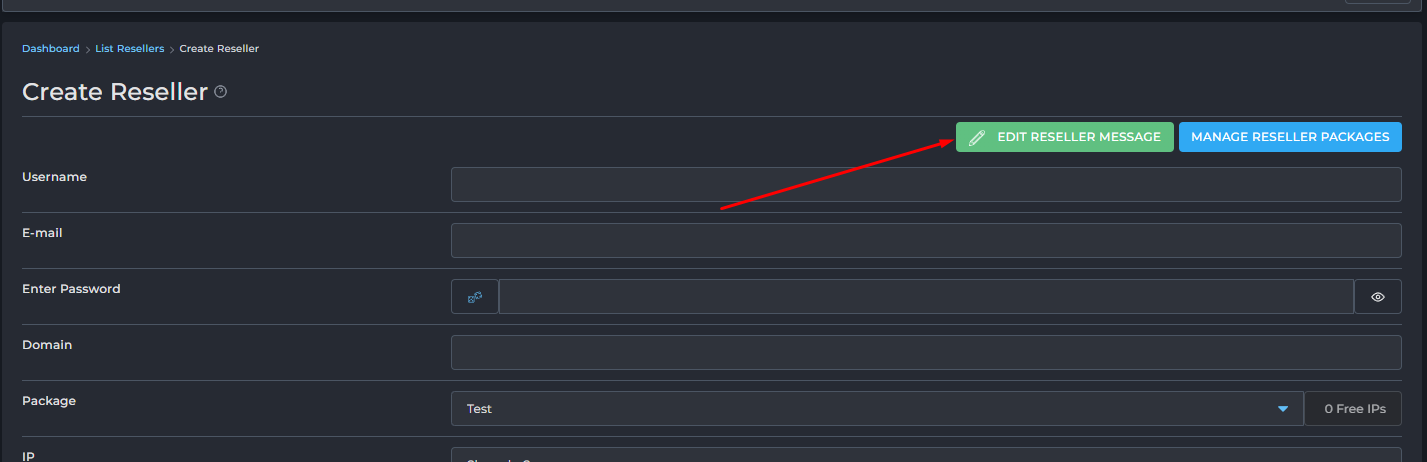 Dashboard > List Resellers > Create Reseller
Create Reseller
EDIT RESELLER MESSAGE MANAGE RESELLER PACKAGES
Username
E-mail
Enter Password
Domain
Package Test 0 Free IPs
IP